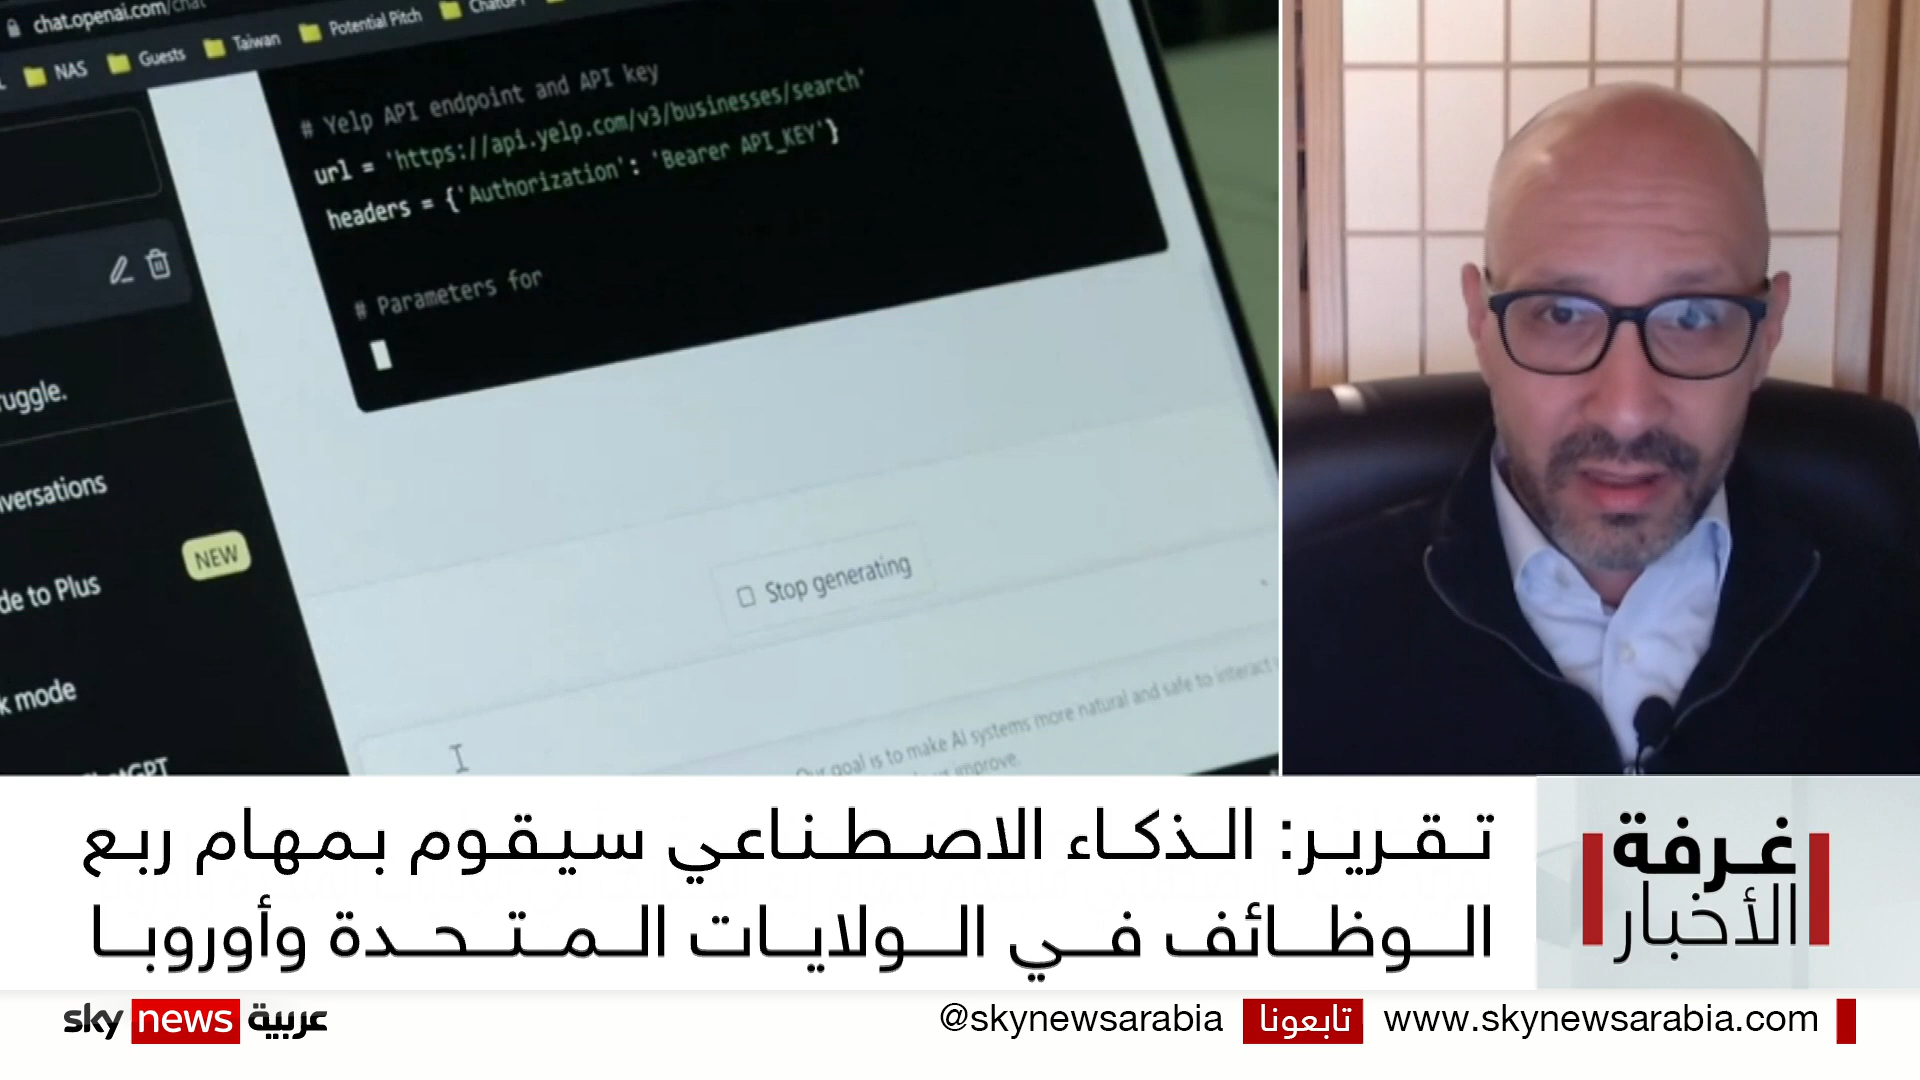 chat.openai.com/chat
NAS
Guests
Taiwan
Potential Pitch
ChatGPT
# Yelp API endpoint and API key
url = 'https://api.yelp.com/v3/businesses/search'
headers = {'Authorization': 'Bearer API_KEY'}
# Parameters for
uggle.
versations
de to Plus
NEW
k mode
Stop generating
Our goal is to make AI systems more natural and safe to interact
improve.
تقرير: الذكاء الاصطناعي سيقوم بمهام ربع
الوظائف في الولايات المتحدة وأوروبا
غرفة
الأخبار
sky news عربية
@skynewsarabia تابعونا www.skynewsarabia.com